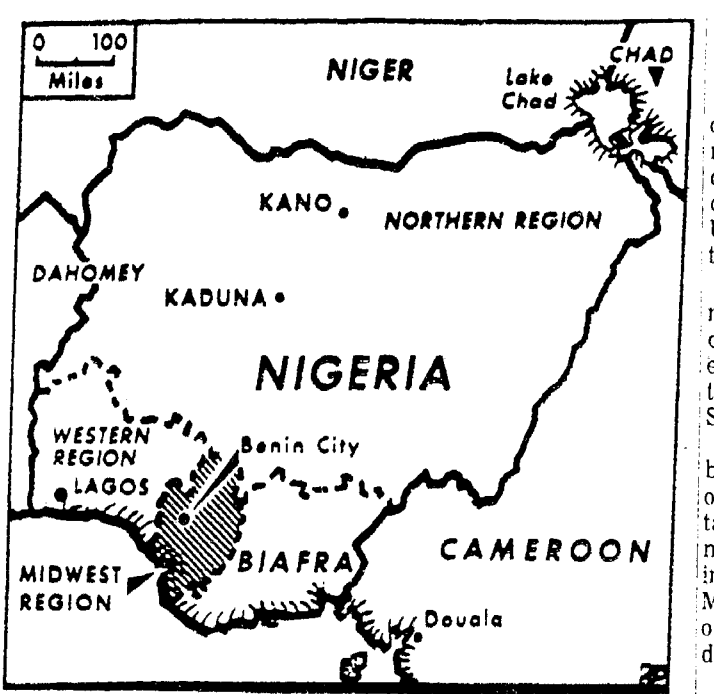 0 100
Miles
NIGER
CHAD
Lake
Chad
KANO
NORTHERN REGION
DAHOMEY
KADUNA
NIGERIA
WESTERN
REGION
Benin City
LAGOS
BIAFRA
CAMEROON
MIDWEST
REGION
Douala